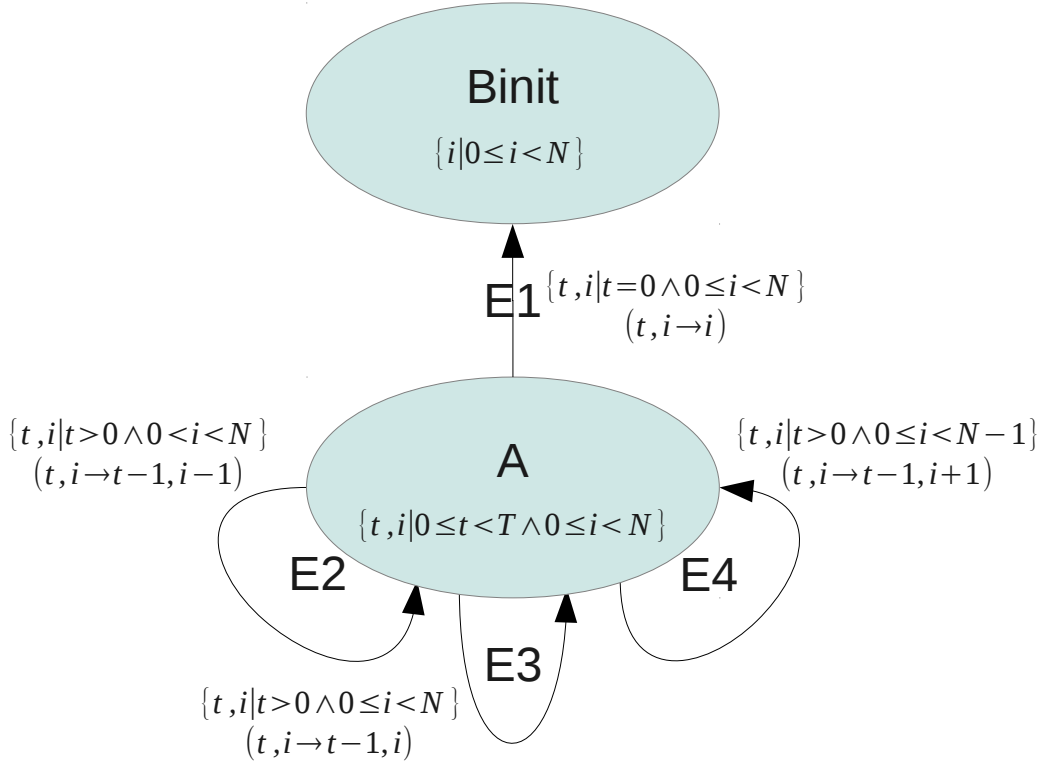 Binit
{i|0≤i<N}
E1
{t,i|t=0∧0≤i<N}
(t,i→i)
{t,i|t>0∧0<i<N}
(t,i→t−1,i−1)
{t,i|t>0∧0≤i<N−1}
(t,i→t−1,i+1)
A
{t,i|0≤t<T∧0≤i<N}
E2
E4
E3
{t,i|t>0∧0≤i<N}
(t,i→t−1,i)